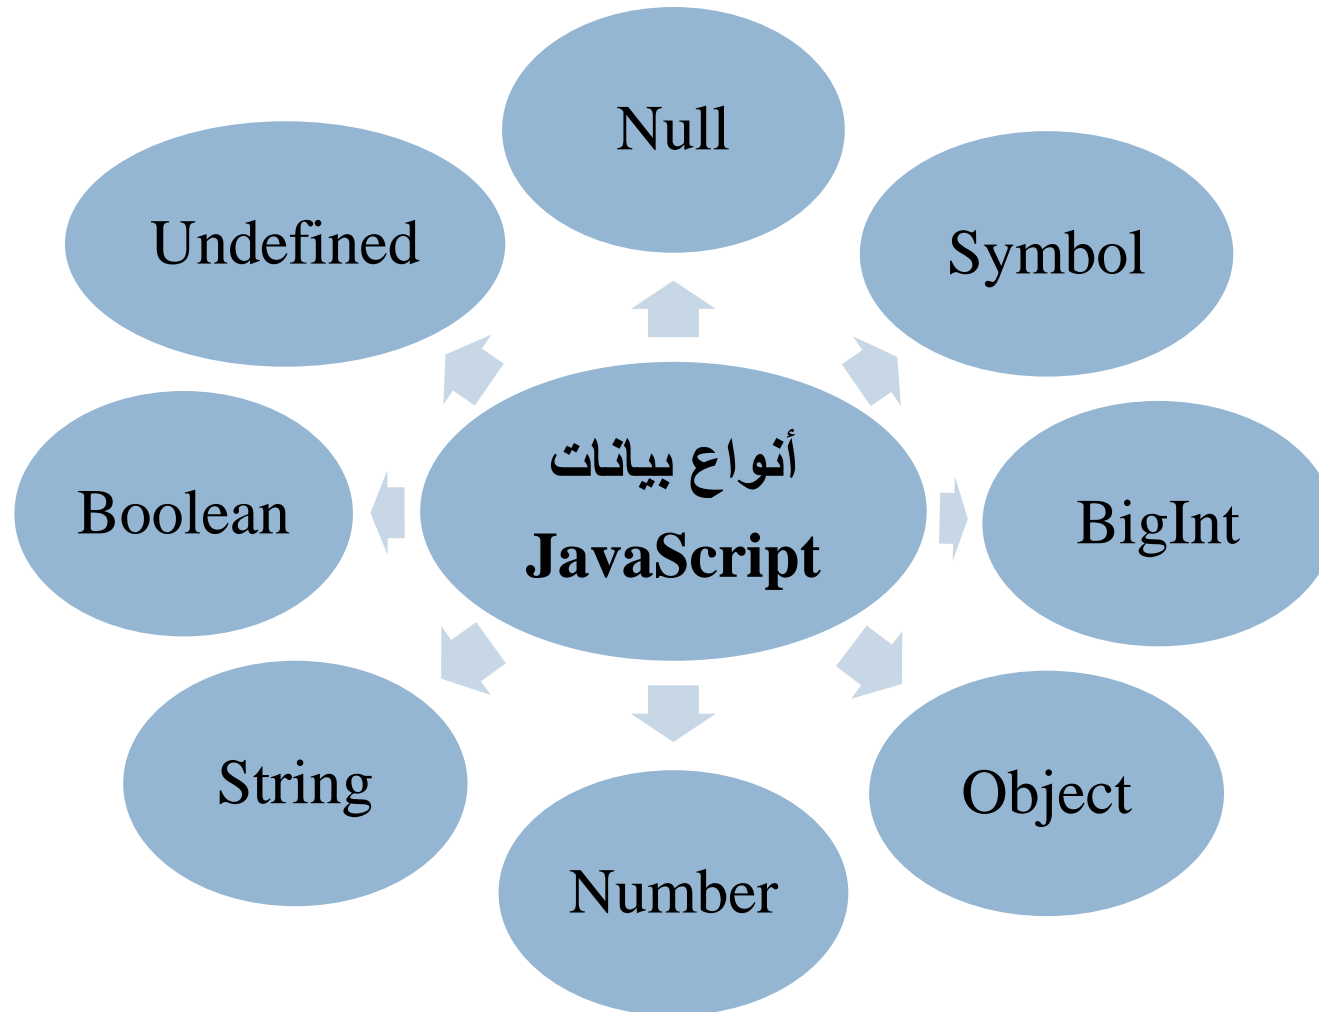 Null
Undefined
Symbol
أنواع بيانات
JavaScript
Boolean
BigInt
String
Object
Number